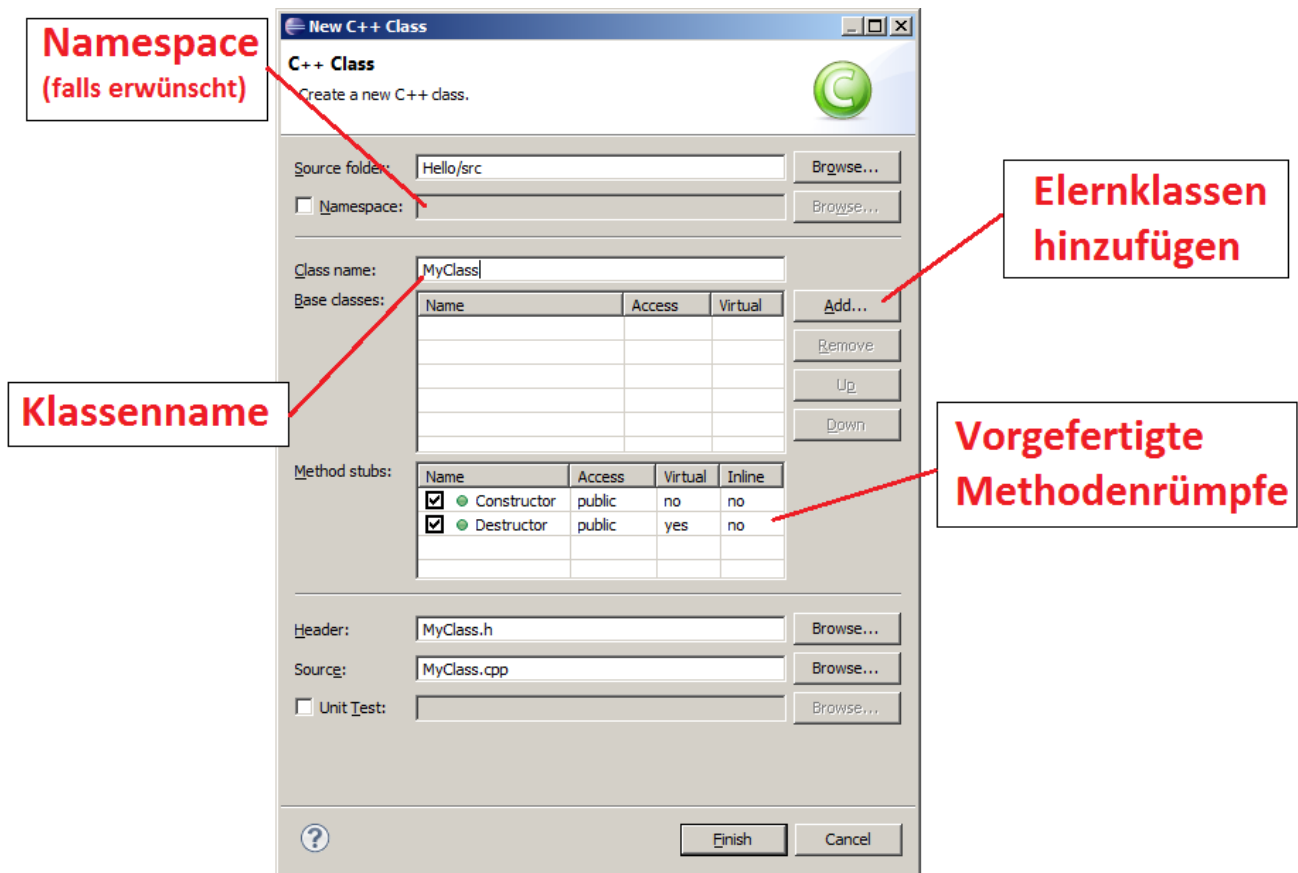 New C++ Class
C++ Class
Create a new C++ class.
Namespace
(falls erwünscht)
Source folder: Hello/src Browse...
Namespace: Browse...
Elernklassen
hinzufügen
Class name: MyClass
Base classes: Name Access Virtual Add...
Remove
Up
Down
Klassenname
Vorgefertigte
Methodenrümpfe
Method stubs: Name Access Virtual Inline
Constructor public no no
Destructor public yes no
Header: MyClass.h Browse...
Source: MyClass.cpp Browse...
Unit Test: Browse...
? Finish Cancel